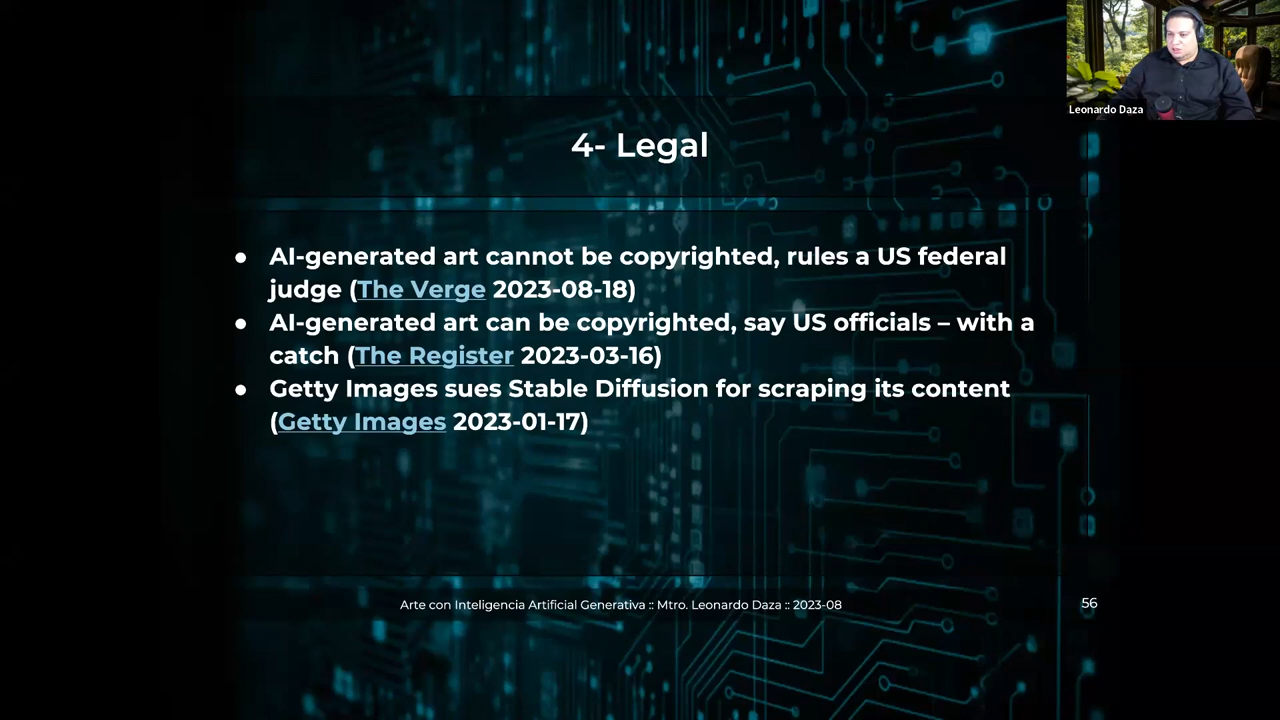 Leonardo Daza
4- Legal
● AI-generated art cannot be copyrighted, rules a US federal
judge (The Verge 2023-08-18)
● AI-generated art can be copyrighted, say US officials – with a
catch (The Register 2023-03-16)
● Getty Images sues Stable Diffusion for scraping its content
(Getty Images 2023-01-17)
Arte con Inteligencia Artificial Generativa :: Mtro. Leonardo Daza :: 2023-08
56